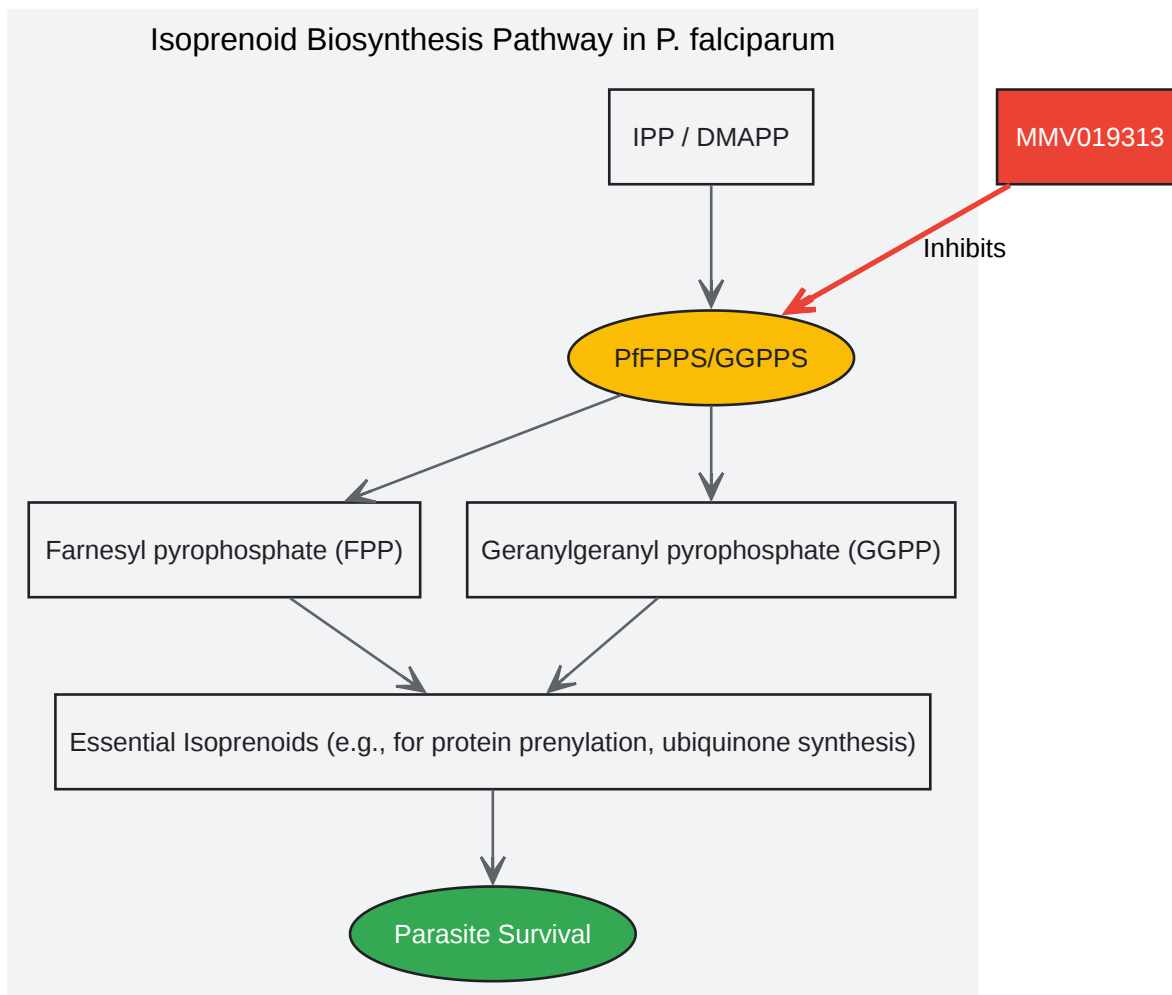 Isoprenoid Biosynthesis Pathway in P. falciparum
IPP / DMAPP
MMV019313
Inhibits
PfFPPS/GGPPS
Farnesyl pyrophosphate (FPP)
Geranylgeranyl pyrophosphate (GGPP)
Essential Isoprenoids (e.g., for protein prenylation, ubiquinone synthesis)
Parasite Survival